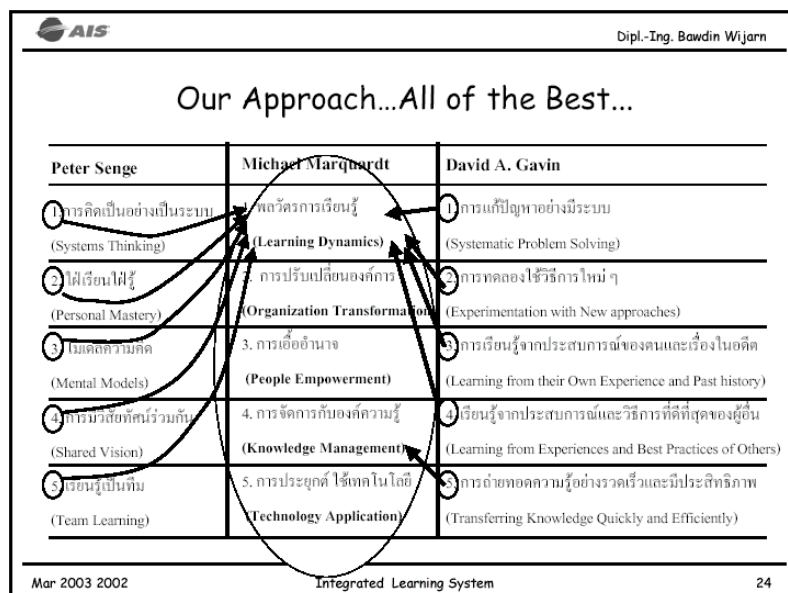 AIS
Dipl.-Ing. Bawdin Wijarn
Our Approach...All of the Best...
Peter Senge
Michael Marquardt
David A. Gavin
1.การคิดเป็นอย่างเป็นระบบ
1. พลวัตรการเรียนรู้
1.การแก้ปัญหาอย่างมีระบบ
(Systems Thinking)
(Learning Dynamics)
(Systematic Problem Solving)
2.ใฝ่เรียนใฝ่รู้
2. การปรับเปลี่ยนองค์การ
2.การทดลองใช้วิธีการใหม่ ๆ
(Personal Mastery)
(Organization Transformation)
(Experimentation with New approaches)
3.โมเดลความคิด
3. การเอื้ออำนาจ
3.การเรียนรู้จากประสบการณ์ของตนและเรื่องในอดีต
(Mental Models)
(People Empowerment)
(Learning from their Own Experience and Past history)
4.การมีวิสัยทัศน์ร่วมกัน
4. การจัดการกับองค์ความรู้
4.เรียนรู้จากประสบการณ์และวิธีการที่ดีที่สุดของผู้อื่น
(Shared Vision)
(Knowledge Management)
(Learning from Experiences and Best Practices of Others)
5.เรียนรู้เป็นทีม
5. การประยุกต์ ใช้เทคโนโลยี
5.การถ่ายทอดความรู้อย่างรวดเร็วและมีประสิทธิภาพ
(Team Learning)
(Technology Application)
(Transferring Knowledge Quickly and Efficiently)
Mar 2003 2002
Integrated Learning System
24